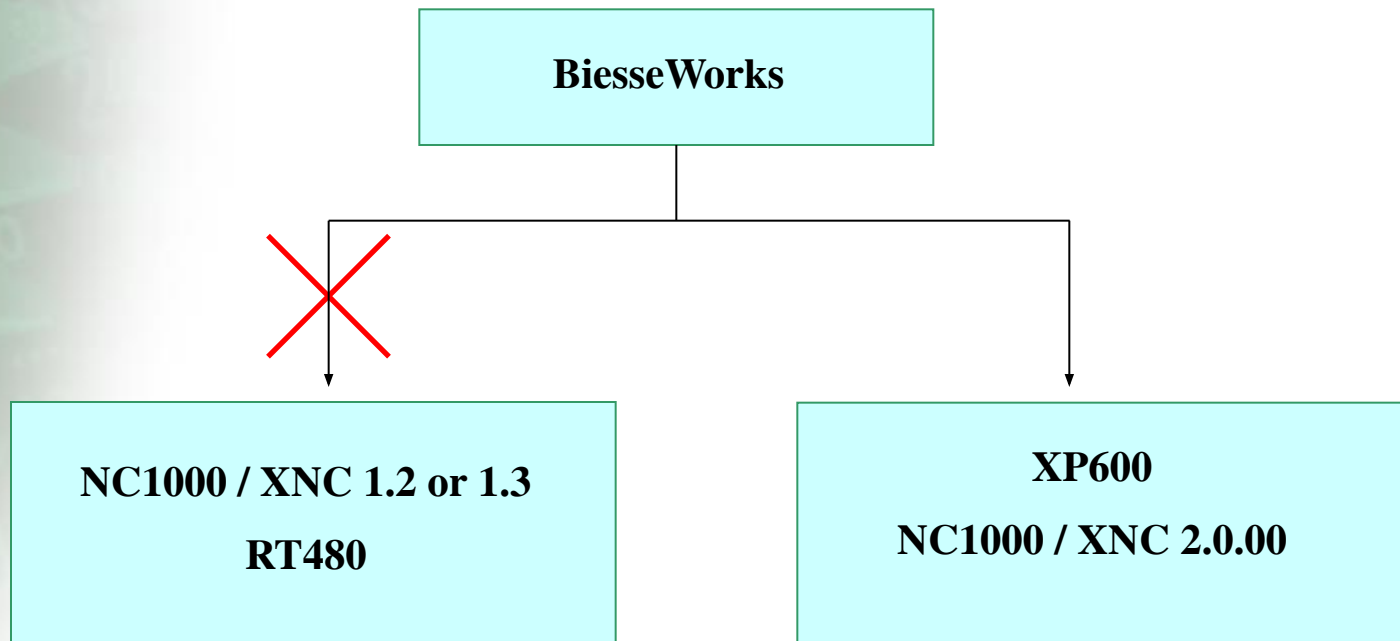 BiesseWorks
NC1000 / XNC 1.2 or 1.3
RT480
XP600
NC1000 / XNC 2.0.00